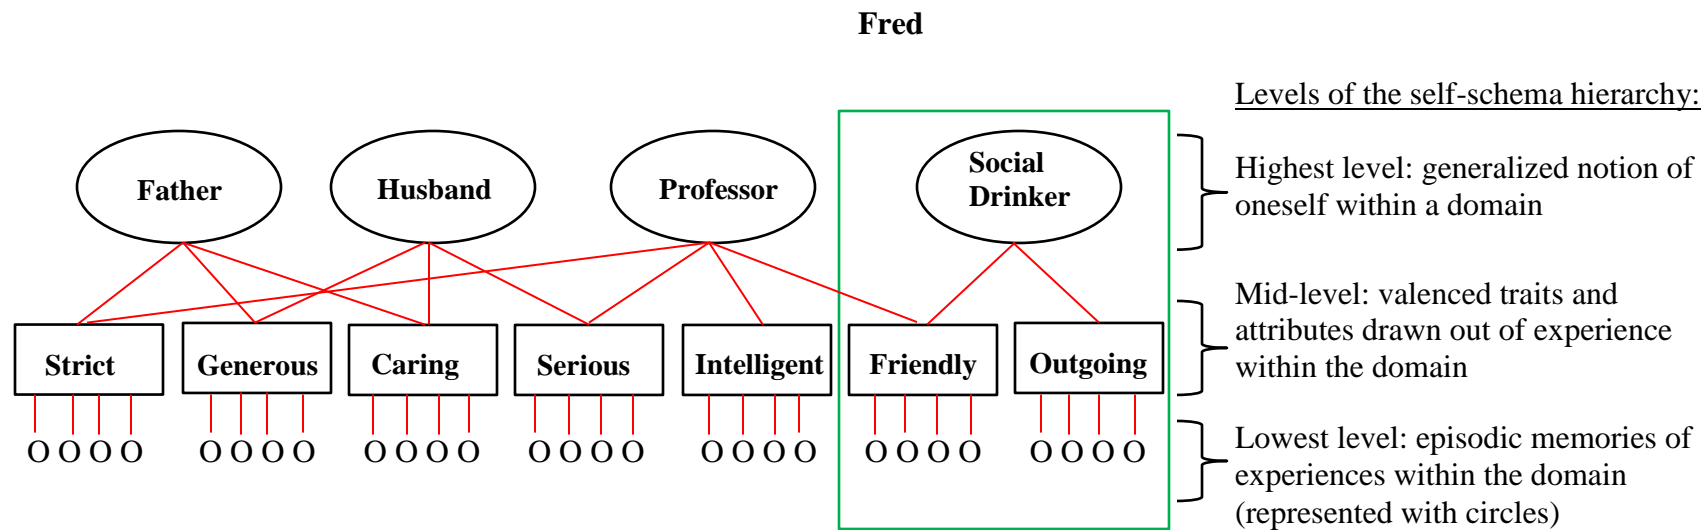 Fred
Levels of the self-schema hierarchy:
Father
Husband
Professor
Social
Drinker
Highest level: generalized notion of
oneself within a domain
Strict
Generous
Caring
Serious
Intelligent
Friendly
Outgoing
Mid-level: valenced traits and
attributes drawn out of experience
within the domain
O O O O
O O O O
O O O O
O O O O
O O O O
O O O O
O O O O
Lowest level: episodic memories of
experiences within the domain
(represented with circles)